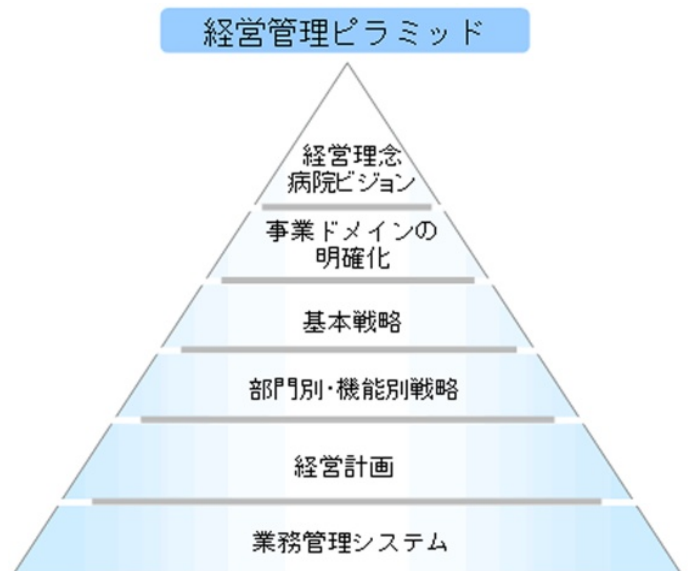 経営管理ピラミッド
経営理念
病院ビジョン
事業ドメインの
明確化
基本戦略
部門別・機能別戦略
経営計画
業務管理システム